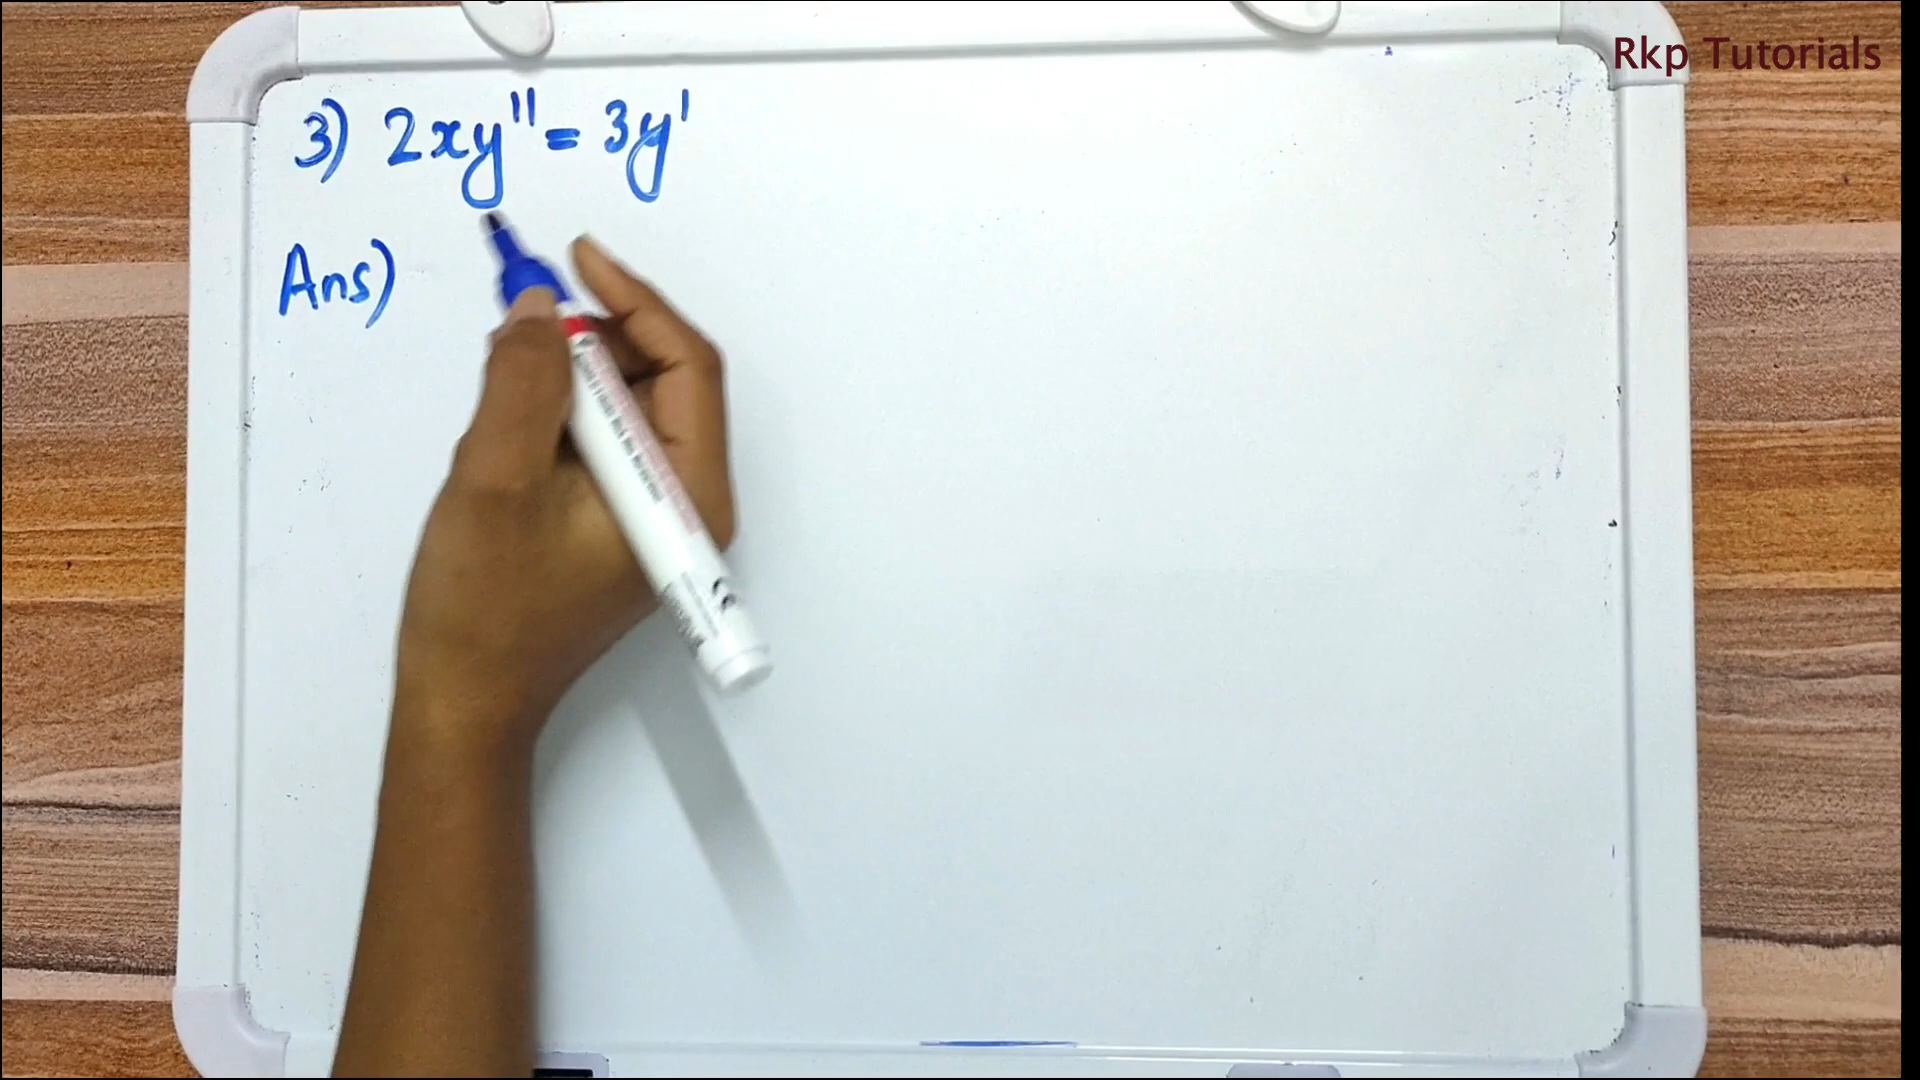 Rkp Tutorials
3) 2xy'' = 3y'
Ans)